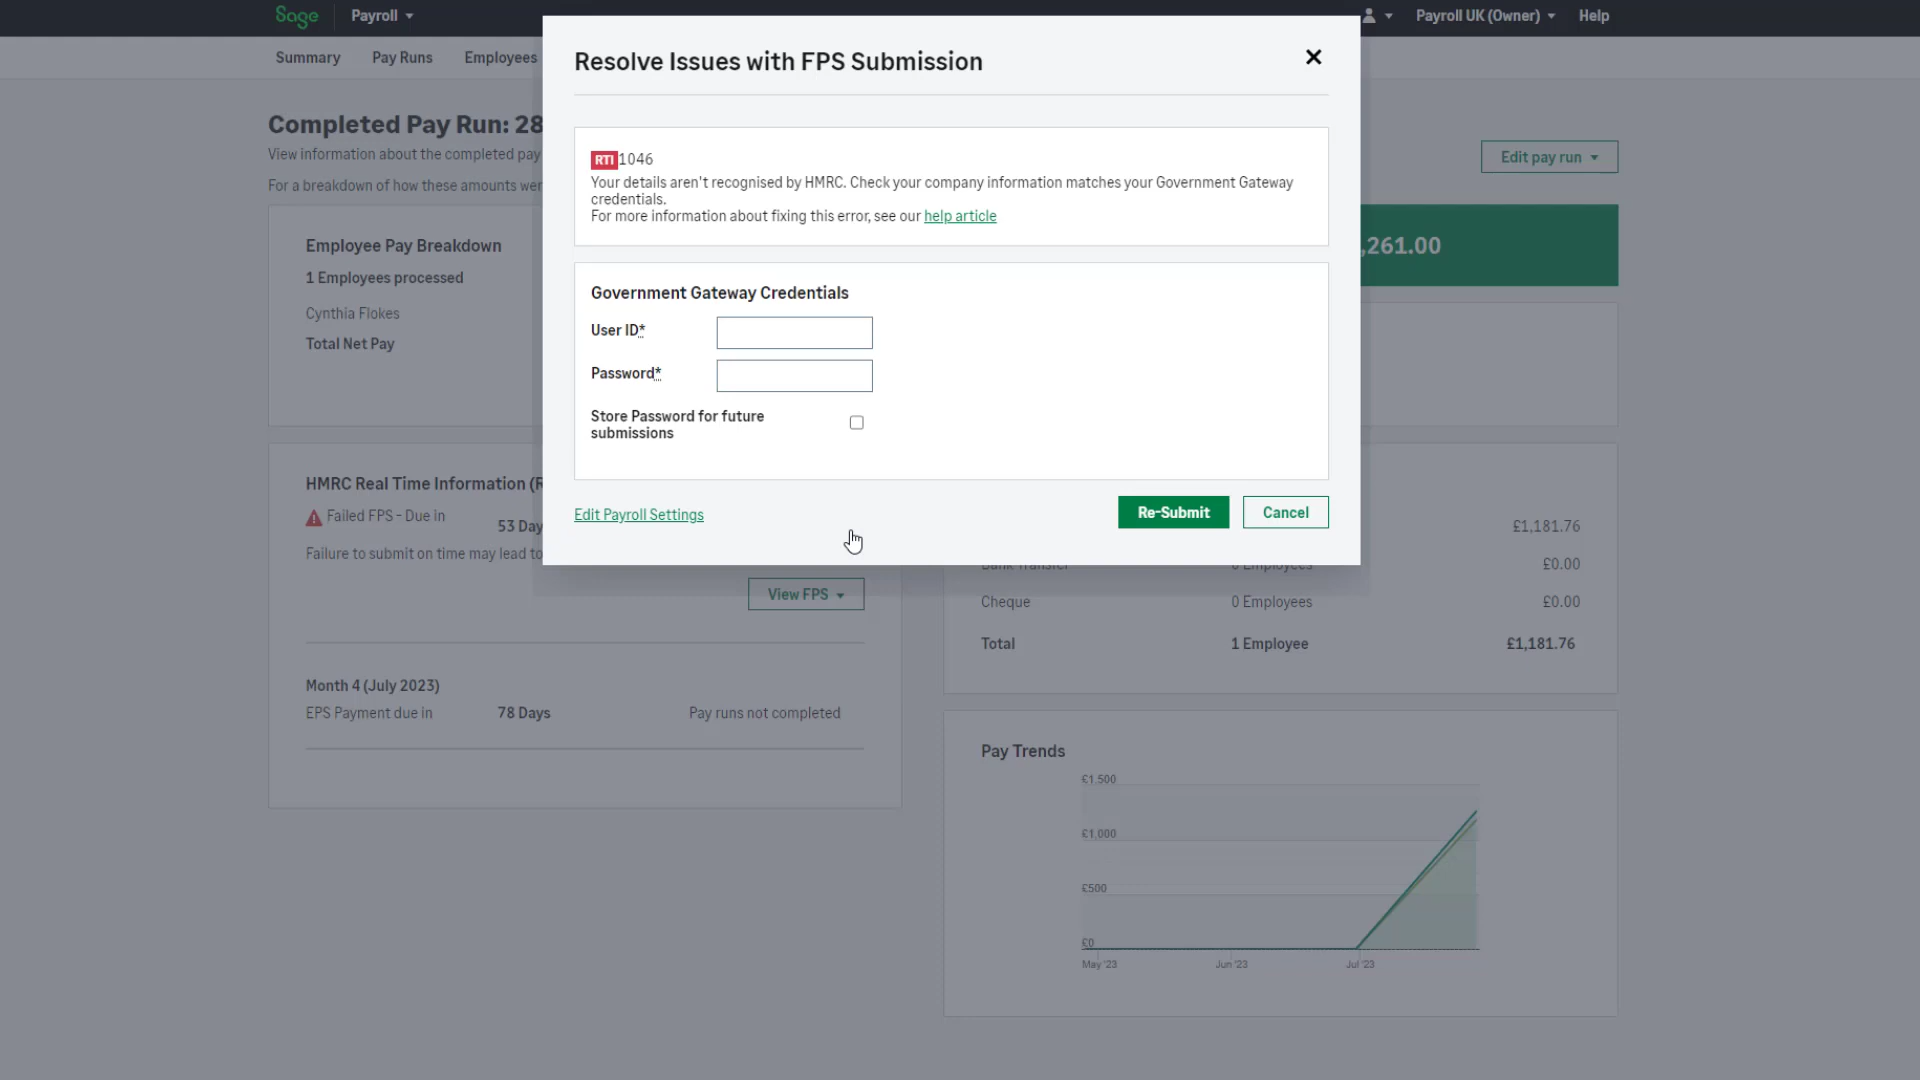 Sage
Payroll
Payroll UK (Owner)
Help
Summary
Pay Runs
Employees
Resolve Issues with FPS Submission
RTI 1046
Your details aren't recognised by HMRC. Check your company information matches your Government Gateway
credentials.
For more information about fixing this error, see our help article
Government Gateway Credentials
User ID*
Password*
Store Password for future
submissions
Edit Payroll Settings
Re-Submit
Cancel
Completed Pay Run: 28
View information about the completed pay
For a breakdown of how these amounts wer
Edit pay run
,261.00
Employee Pay Breakdown
1 Employees processed
Cynthia Flokes
Total Net Pay
HMRC Real Time Information (R
Failed FPS - Due in
53 Day
Failure to submit on time may lead to
View FPS
Month 4 (July 2023)
EPS Payment due in
78 Days
Pay runs not completed
£1,181.76
Bank Transfer
0 Employees
£0.00
Cheque
0 Employees
£0.00
Total
1 Employee
£1,181.76
Pay Trends
£1,500
£1,000
£500
£0
May '23
Jun '23
Jul '23